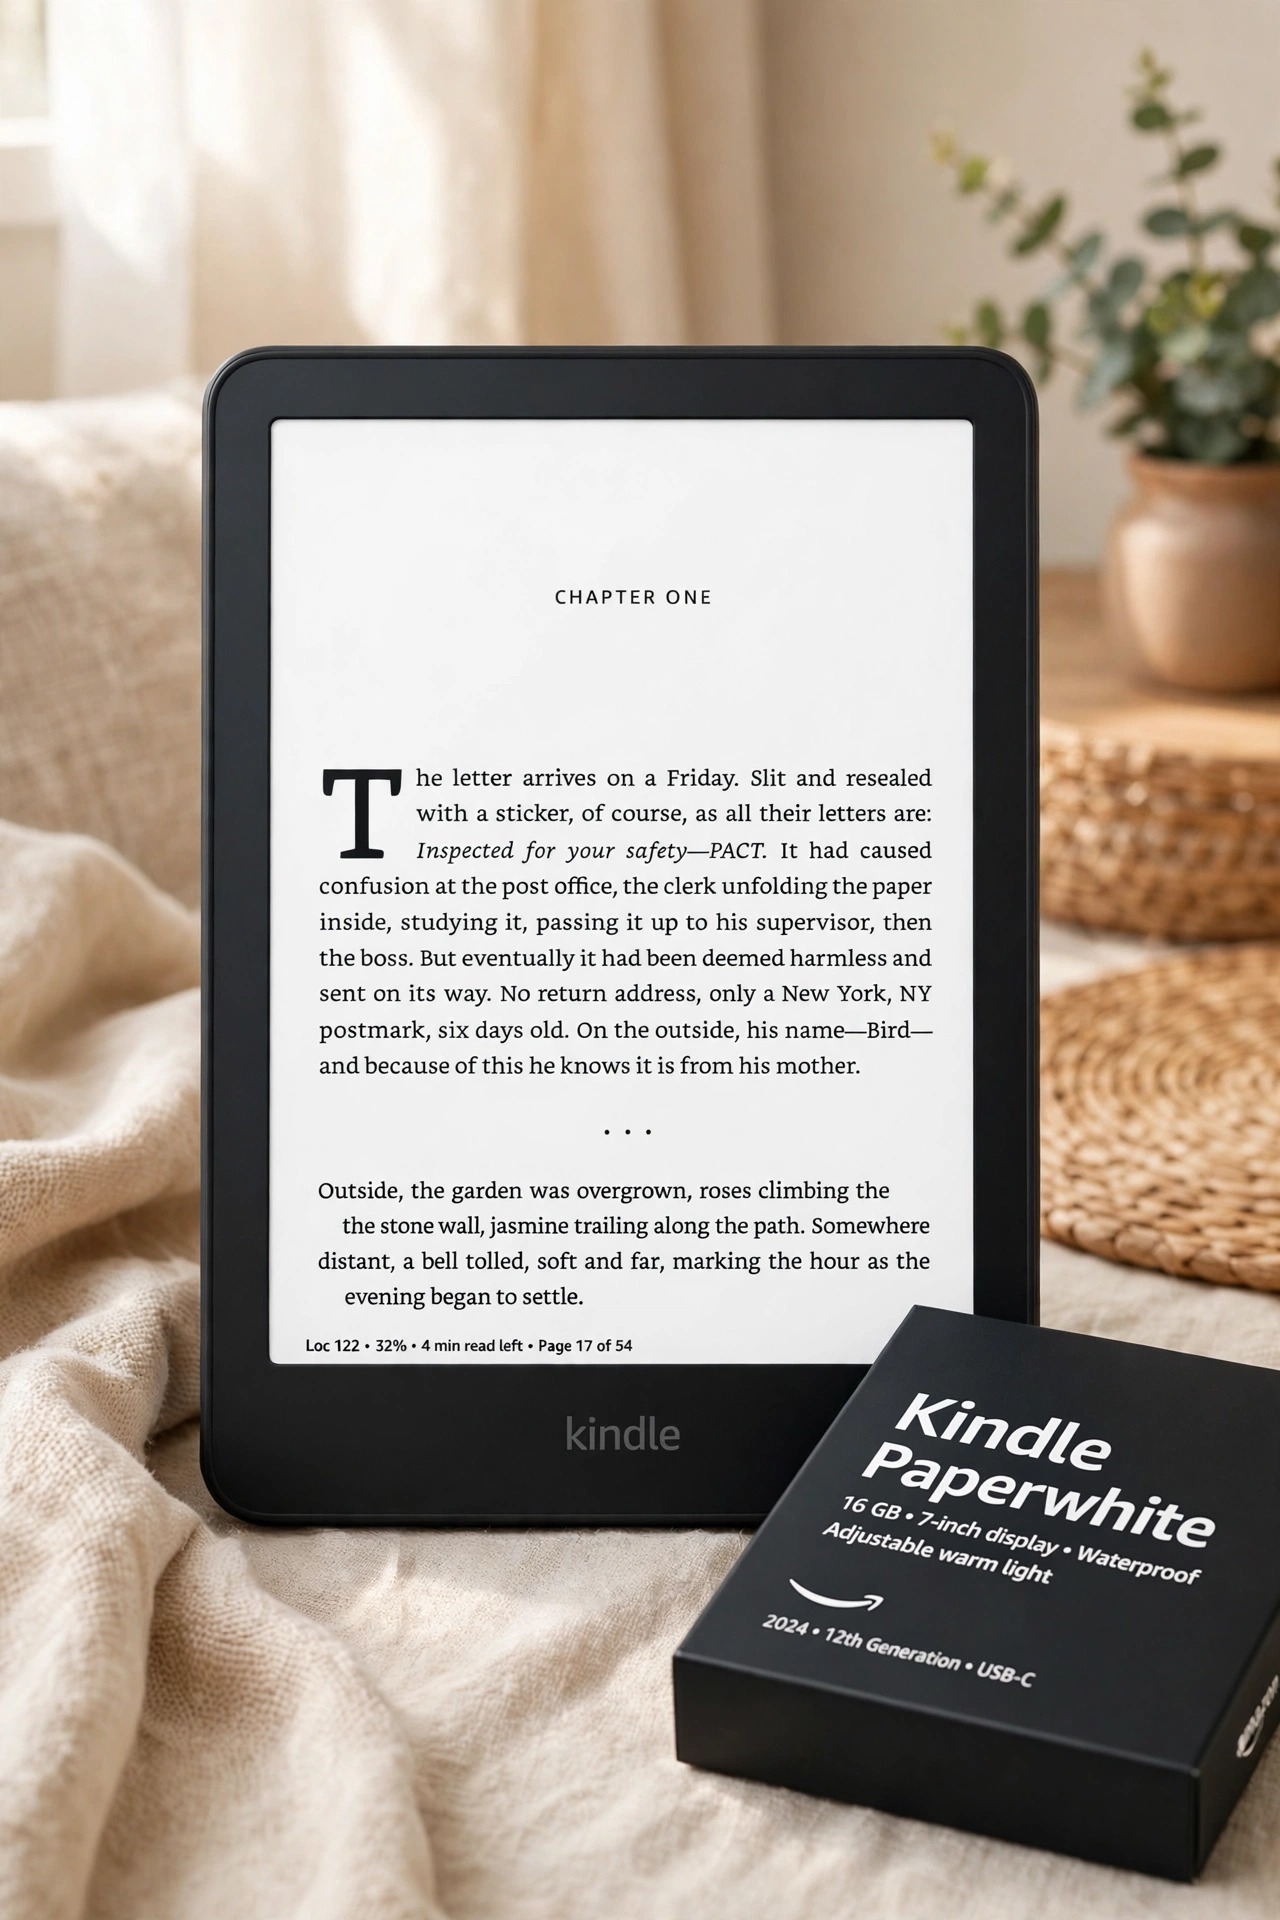 CHAPTER ONE
The letter arrives on a Friday. Slit and resealed
with a sticker, of course, as all their letters are:
Inspected for your safety—PACT. It had caused
confusion at the post office, the clerk unfolding the paper
inside, studying it, passing it up to his supervisor, then
the boss. But eventually it had been deemed harmless and
sent on its way. No return address, only a New York, NY
postmark, six days old. On the outside, his name—Bird—
and because of this he knows it is from his mother.
. . .
Outside, the garden was overgrown, roses climbing the
the stone wall, jasmine trailing along the path. Somewhere
distant, a bell tolled, soft and far, marking the hour as the
evening began to settle.
Loc 122 • 32% • 4 min read left • Page 17 of 54
kindle
Kindle
Paperwhite
16 GB • 7-inch display • Waterproof
Adjustable warm light
2024 • 12th Generation • USB-C